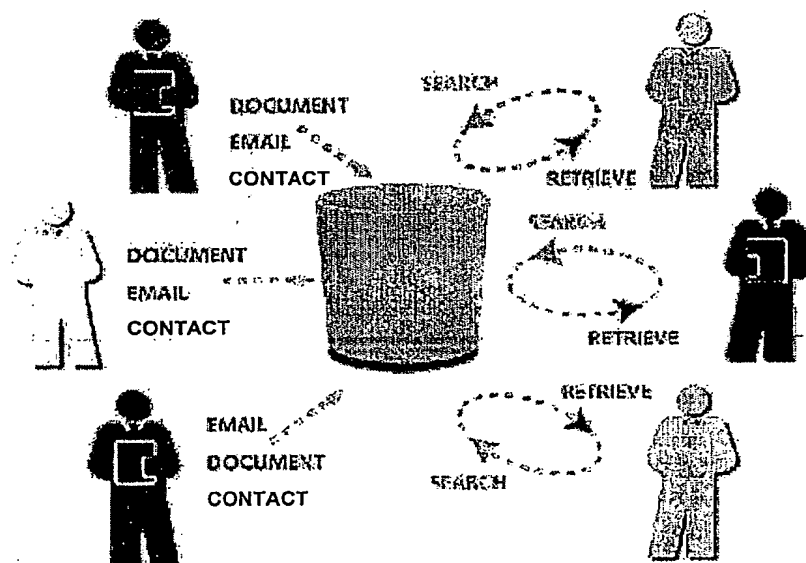 DOCUMENT
EMAIL
CONTACT
SEARCH
RETRIEVE
DOCUMENT
EMAIL
CONTACT
SEARCH
RETRIEVE
EMAIL
DOCUMENT
CONTACT
RETRIEVE
SEARCH